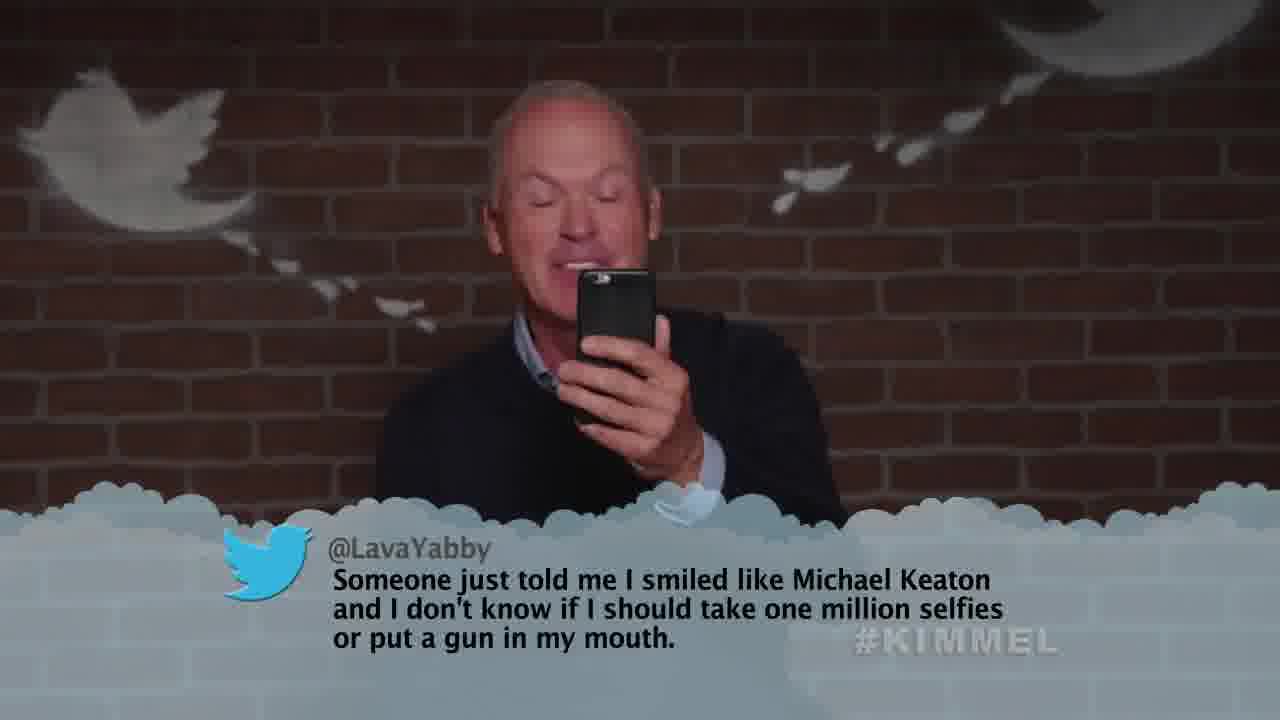 @LavaYabby
Someone just told me I smiled like Michael Keaton
and I don't know if I should take one million selfies
or put a gun in my mouth.
#KIMMEL